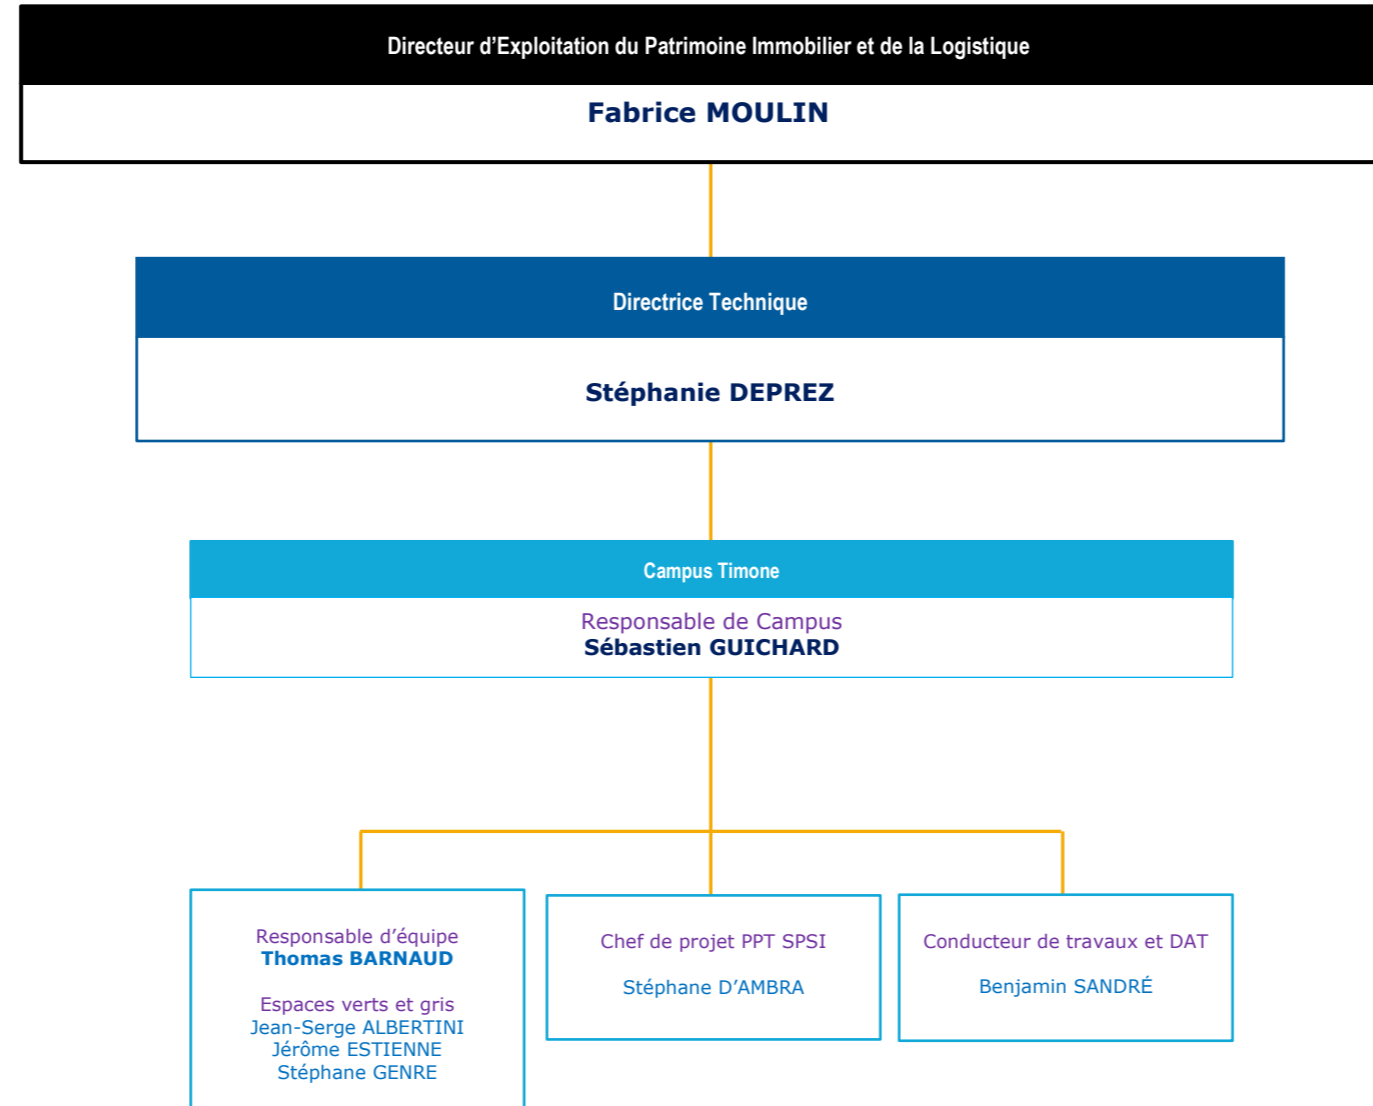 Directeur d’Exploitation du Patrimoine Immobilier et de la Logistique
Fabrice MOULIN
Directrice Technique
Stéphanie DEPREZ
Campus Timone
Responsable de Campus
Sébastien GUICHARD
Responsable d’équipe
Thomas BARNAUD
Espaces verts et gris
Jean-Serge ALBERTINI
Jérôme ESTIENNE
Stéphane GENRE
Chef de projet PPT SPSI
Stéphane D’AMBRA
Conducteur de travaux et DAT
Benjamin SANDRÉ